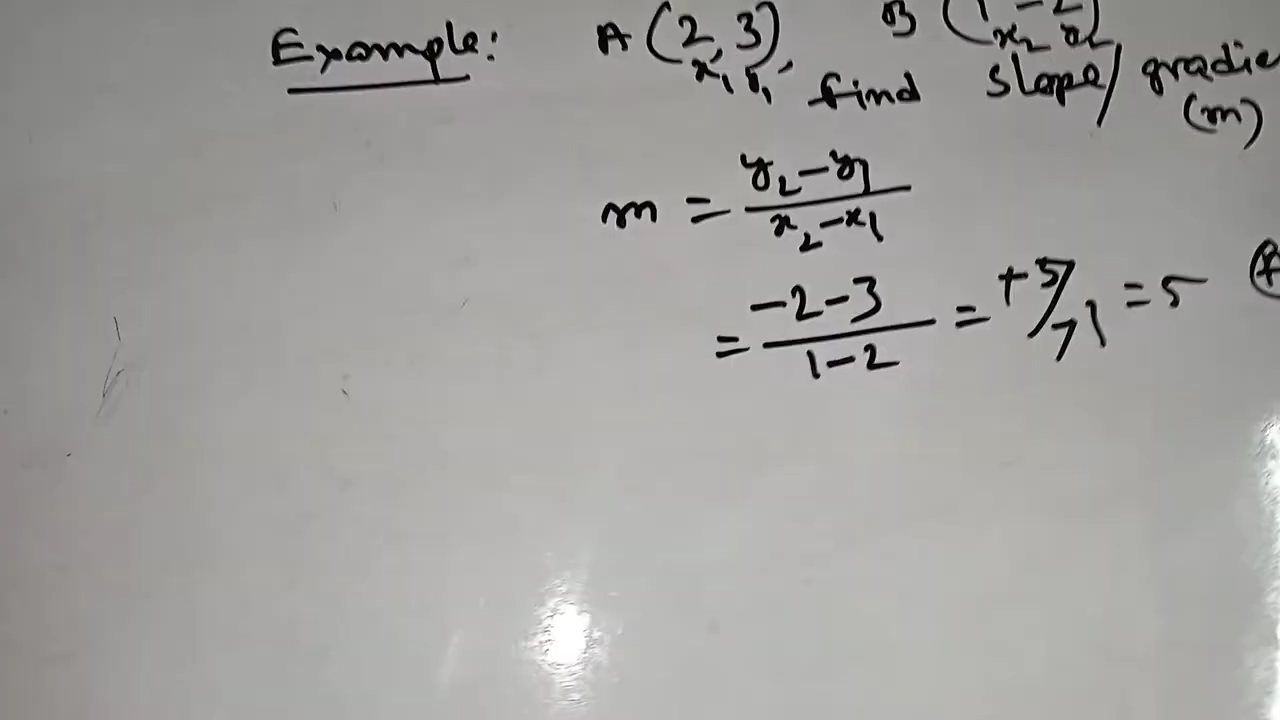 Example: A (2, 3), B (1 -2)
x₁ y₁ x₂ y₂
find slope/gradie
(m)
m = y₂-y₁/x₂-x₁
= -2-3/1-2 = +5/+1 = 5 (+